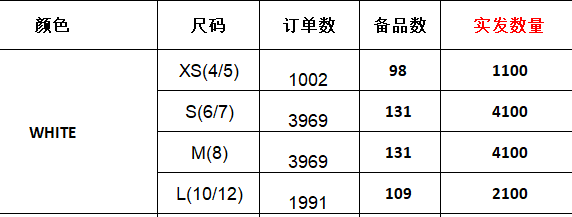 颜色 尺码 订单数 备品数 实发数量
WHITE XS(4/5) 1002 98 1100
S(6/7) 3969 131 4100
M(8) 3969 131 4100
L(10/12) 1991 109 2100